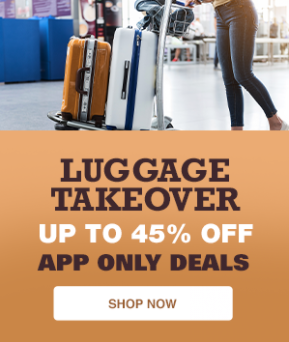 LUGGAGE
TAKEOVER
UP TO 45% OFF
APP ONLY DEALS
SHOP NOW